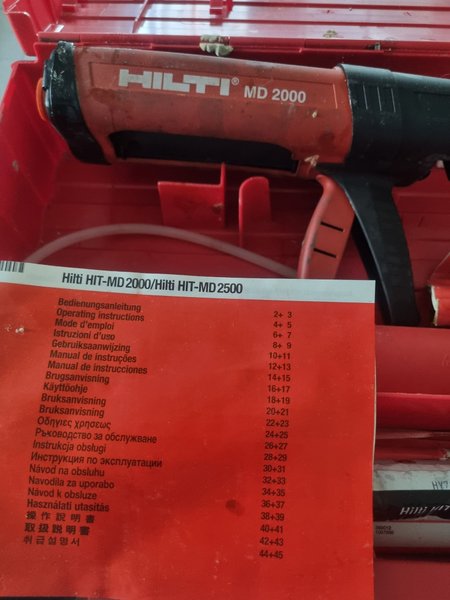 HILTI® MD 2000
Hilti HIT-MD 2000/Hilti HIT-MD 2500
Bedienungsanleitung 2+ 3
Operating instructions 4+ 5
Mode d'emploi 6+ 7
Istruzioni d'uso 8+ 9
Gebruiksaanwijzing 10+11
Manual de instruções 12+13
Manual de instrucciones 14+15
Brugsanvisning 16+17
Käyttöohje 18+19
Bruksanvisning 20+21
Bruksanvisning 22+23
Οδηγιες χρησεως 24+25
Ръководство за обслужване 26+27
Instrukcja obsługi 28+29
Инструкция по эксплуатации 30+31
Návod na obsluhu 32+33
Navodila za uporabo 34+35
Návod k obsluze 36+37
Használati utasítás 38+39
操作說明書 40+41
取扱説明書 42+43
취급설명서 44+45
Hilti HIT